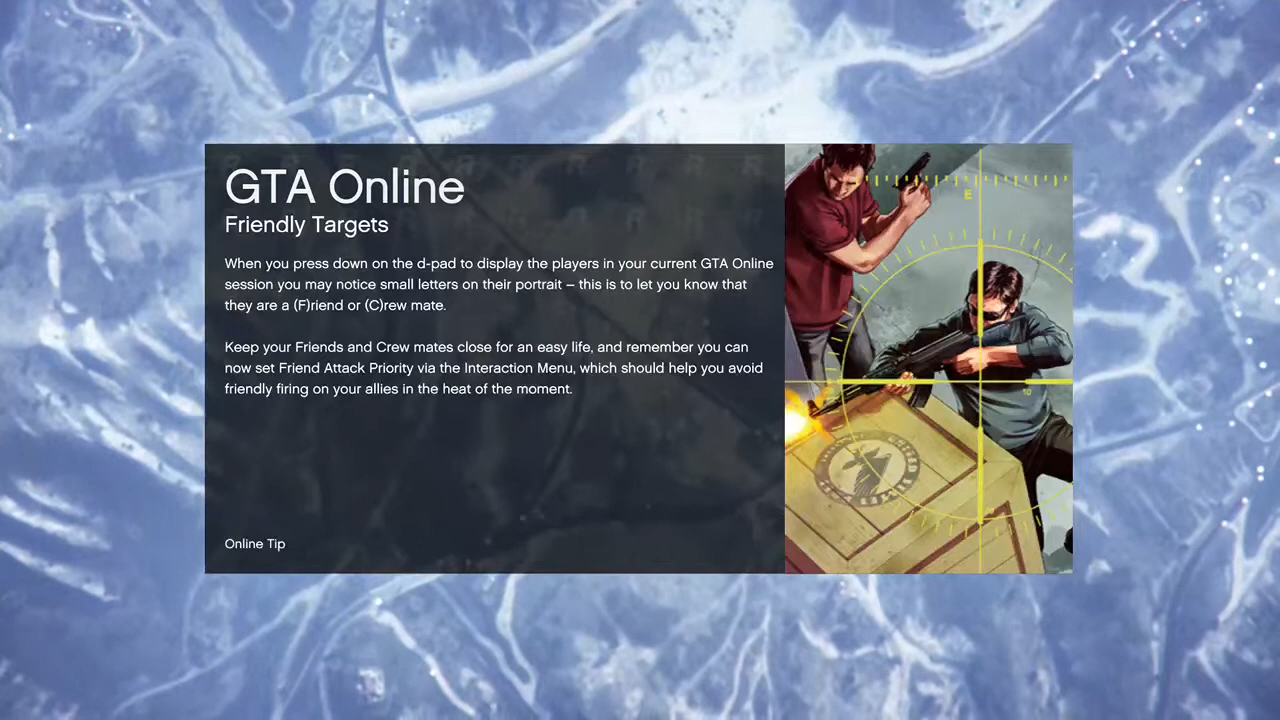 GTA Online
Friendly Targets
When you press down on the d-pad to display the players in your current GTA Online
session you may notice small letters on their portrait – this is to let you know that
they are a (F)riend or (C)rew mate.
Keep your Friends and Crew mates close for an easy life, and remember you can
now set Friend Attack Priority via the Interaction Menu, which should help you avoid
friendly firing on your allies in the heat of the moment.
Online Tip
E
10